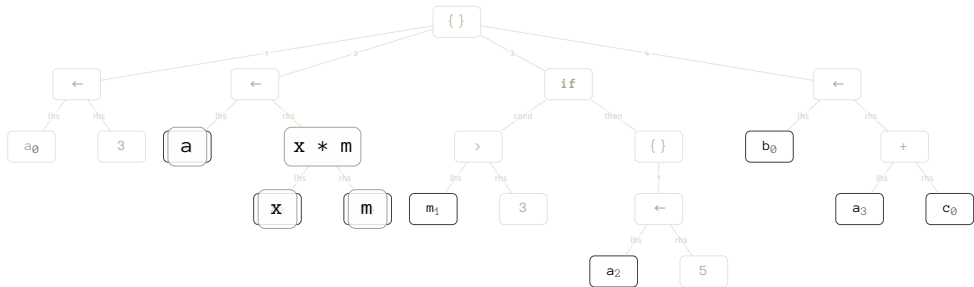 {}
1 2 3 4
← ← if ←
lhs rhs lhs rhs cond then lhs rhs
a₀ 3 a x * m > {} b₀ +
lhs rhs lhs rhs 1 lhs rhs
x m m₁ 3 ← a₃ c₀
lhs rhs
a₂ 5